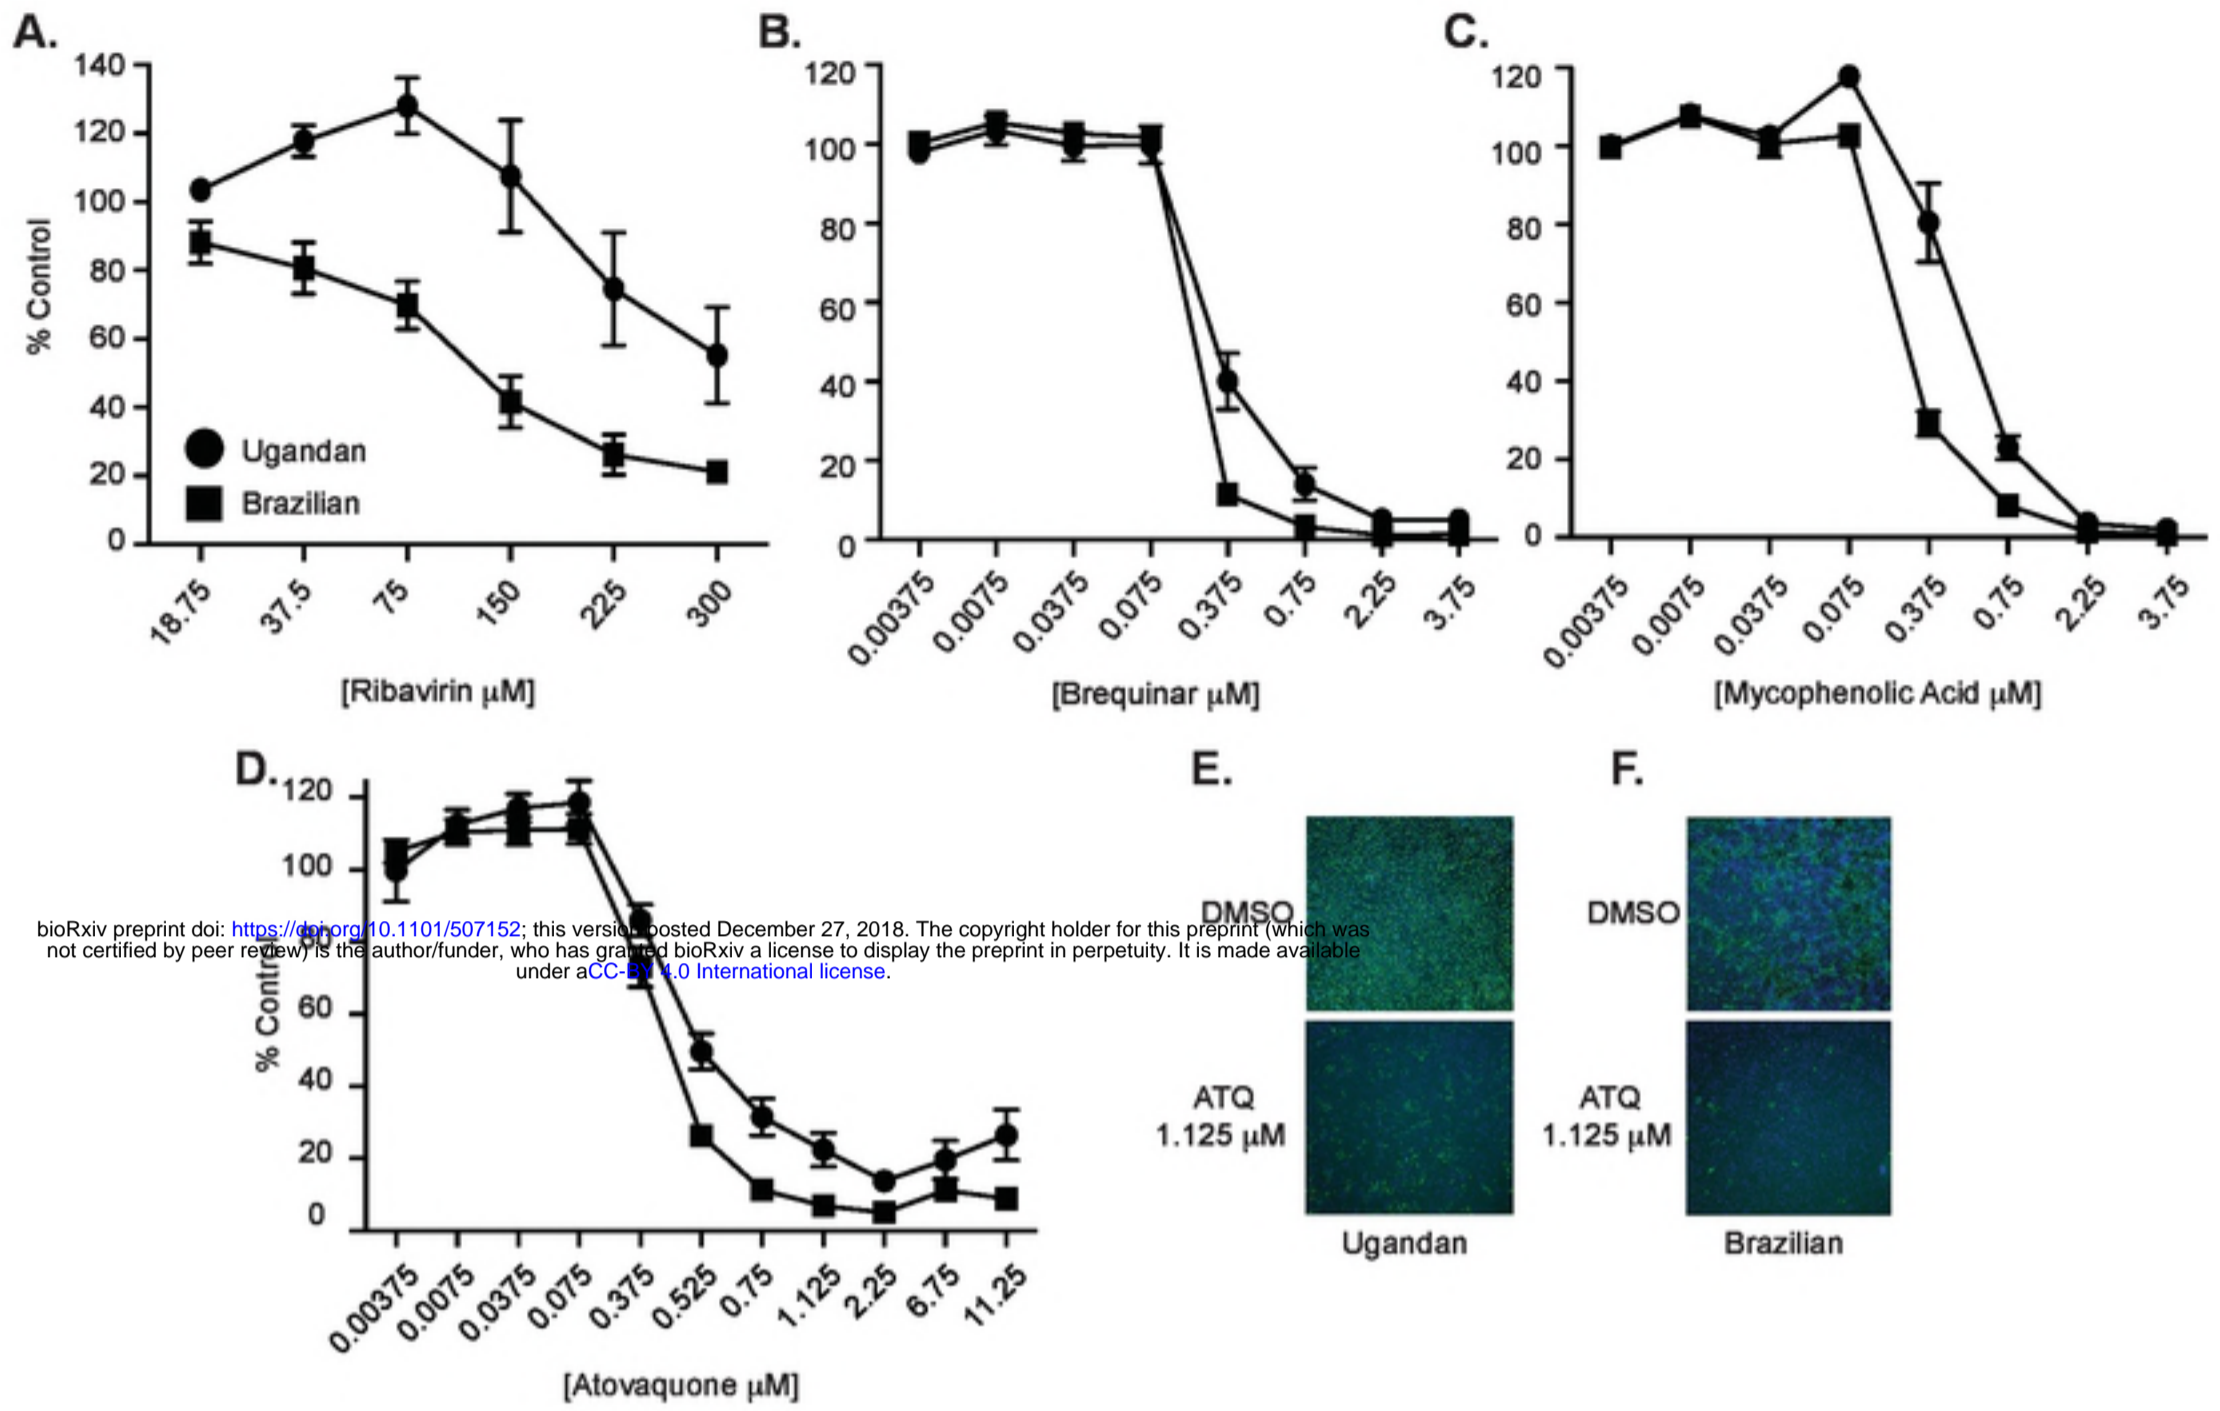 A.
140
120
100
80
60
40
20
0
% Control
Ugandan
Brazilian
18.75 37.5 75 150 225 300
[Ribavirin µM]
B.
120
100
80
60
40
20
0
0.00375 0.0075 0.0375 0.075 0.375 0.75 2.25 3.75
[Brequinar µM]
C.
120
100
80
60
40
20
0
0.00375 0.0075 0.0375 0.075 0.375 0.75 2.25 3.75
[Mycophenolic Acid µM]
D.
120
100
80
60
40
20
0
% Control
0.00375 0.0075 0.0375 0.075 0.375 0.525 0.75 1.125 2.25 6.75 11.25
[Atovaquone µM]
bioRxiv preprint doi: https://doi.org/10.1101/507152; this version posted December 27, 2018. The copyright holder for this preprint (which was
not certified by peer review) is the author/funder, who has granted bioRxiv a license to display the preprint in perpetuity. It is made available
under aCC-BY 4.0 International license.
E.
DMSO
ATQ
1.125 µM
Ugandan
F.
DMSO
ATQ
1.125 µM
Brazilian